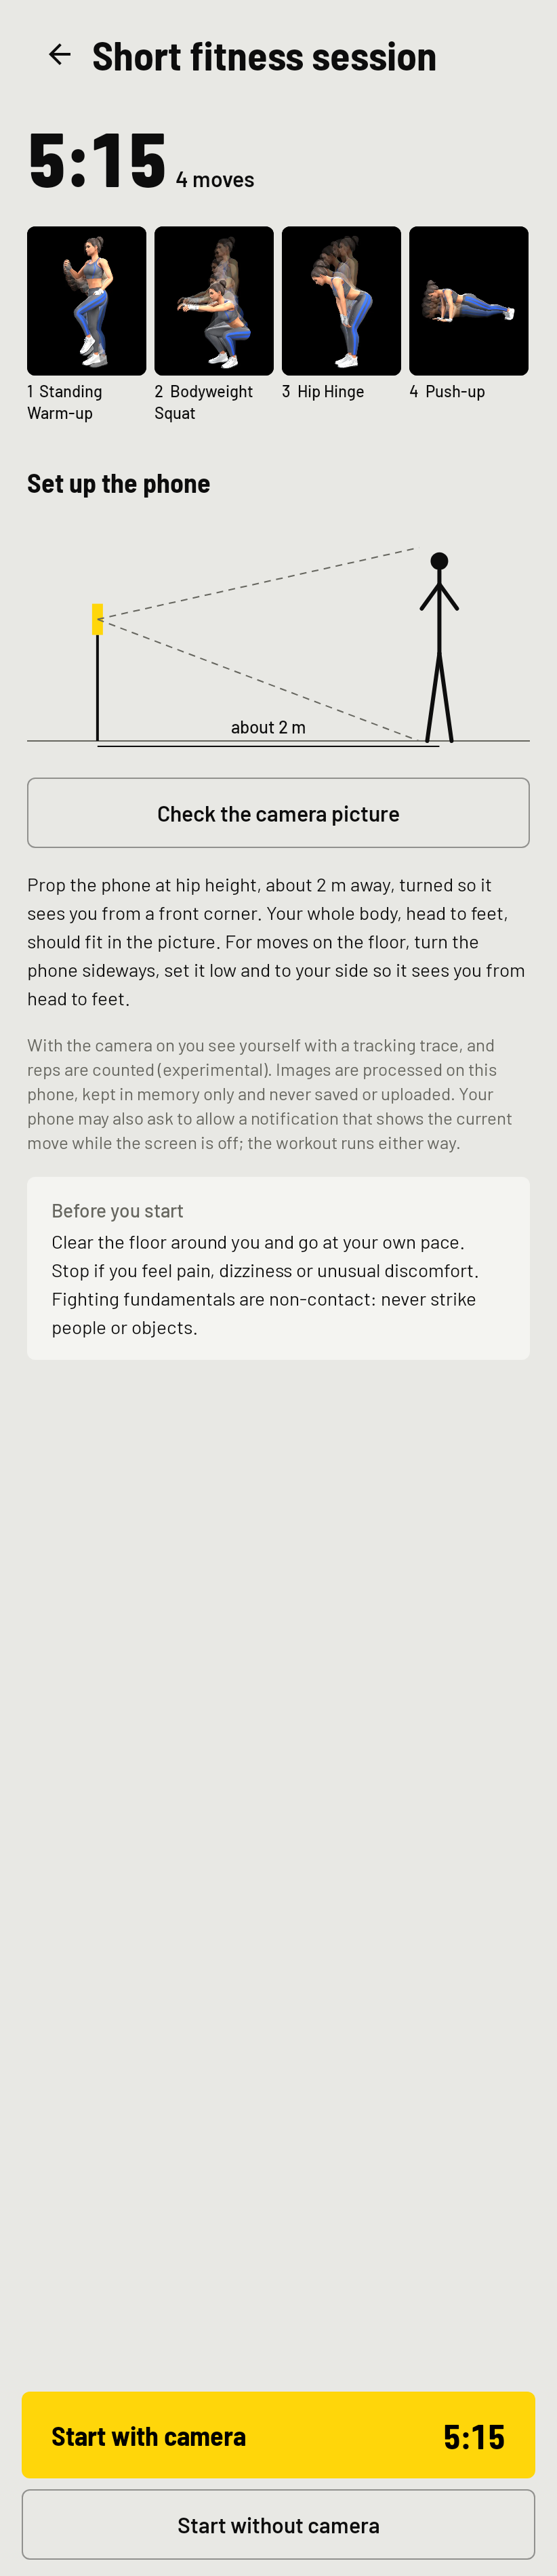 Short fitness session
5:15 4 moves
1 Standing
Warm-up
2 Bodyweight
Squat
3 Hip Hinge
4 Push-up
Set up the phone
about 2 m
Check the camera picture
Prop the phone at hip height, about 2 m away, turned so it
sees you from a front corner. Your whole body, head to feet,
should fit in the picture. For moves on the floor, turn the
phone sideways, set it low and to your side so it sees you from
head to feet.
With the camera on you see yourself with a tracking trace, and
reps are counted (experimental). Images are processed on this
phone, kept in memory only and never saved or uploaded. Your
phone may also ask to allow a notification that shows the current
move while the screen is off; the workout runs either way.
Before you start
Clear the floor around you and go at your own pace.
Stop if you feel pain, dizziness or unusual discomfort.
Fighting fundamentals are non-contact: never strike
people or objects.
Start with camera 5:15
Start without camera